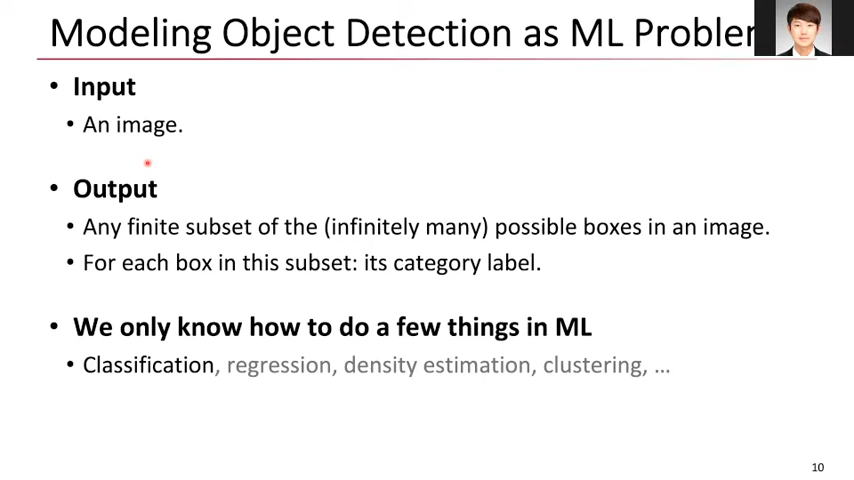 Modeling Object Detection as ML Proble
• Input
• An image.
• Output
• Any finite subset of the (infinitely many) possible boxes in an image.
• For each box in this subset: its category label.
• We only know how to do a few things in ML
• Classification, regression, density estimation, clustering, …
10